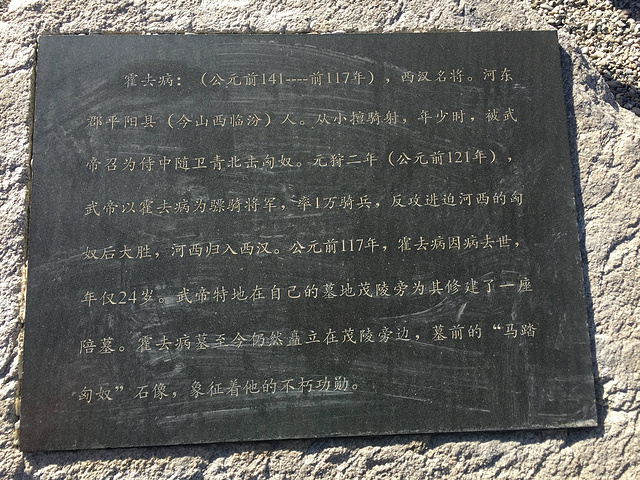 霍去病：（公元前141----前117年），西汉名将。河东
郡平阳县（今山西临汾）人。从小擅骑射，年少时，被武
帝召为侍中随卫青北击匈奴。元狩二年（公元前121年），
武帝以霍去病为骠骑将军，率1万骑兵，反攻进迫河西的匈
奴后大胜，河西归入西汉。公元前117年，霍去病因病去世，
年仅24岁。武帝特地在自己的墓地茂陵旁为其修建了一座
陪墓。霍去病墓至今仍然矗立在茂陵旁边，墓前的“马踏
匈奴”石像，象征着他的不朽功勋。